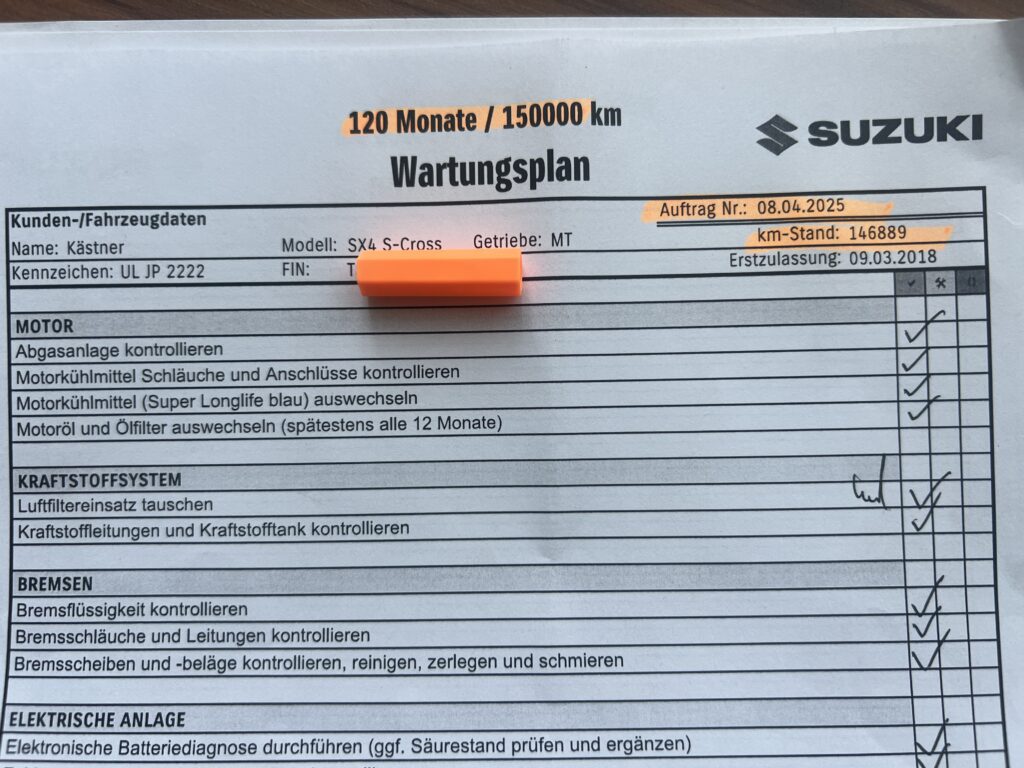 120 Monate / 150000 km
SUZUKI
Wartungsplan
Kunden-/Fahrzeugdaten
Auftrag Nr.: 08.04.2025
Name: Kästner Modell: SX4 S-Cross Getriebe: MT km-Stand: 146889
Kennzeichen: UL JP 2222 FIN: T Erstzulassung: 09.03.2018
MOTOR
Abgasanlage kontrollieren
Motorkühlmittel Schläuche und Anschlüsse kontrollieren
Motorkühlmittel (Super Longlife blau) auswechseln
Motoröl und Ölfilter auswechseln (spätestens alle 12 Monate)
KRAFTSTOFFSYSTEM
Luftfiltereinsatz tauschen
Kraftstoffleitungen und Kraftstofftank kontrollieren
BREMSEN
Bremsflüssigkeit kontrollieren
Bremsschläuche und Leitungen kontrollieren
Bremsscheiben und -beläge kontrollieren, reinigen, zerlegen und schmieren
ELEKTRISCHE ANLAGE
Elektronische Batteriediagnose durchführen (ggf. Säurestand prüfen und ergänzen)